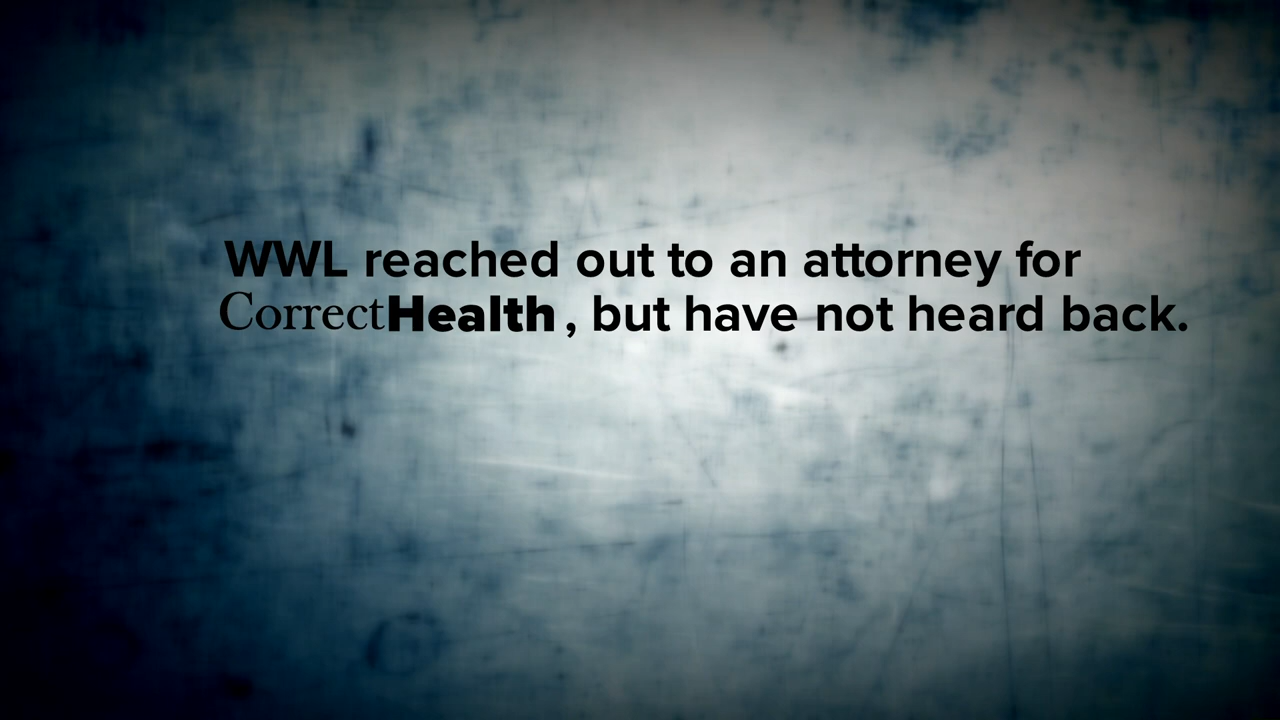 WWL reached out to an attorney for
CorrectHealth , but have not heard back.